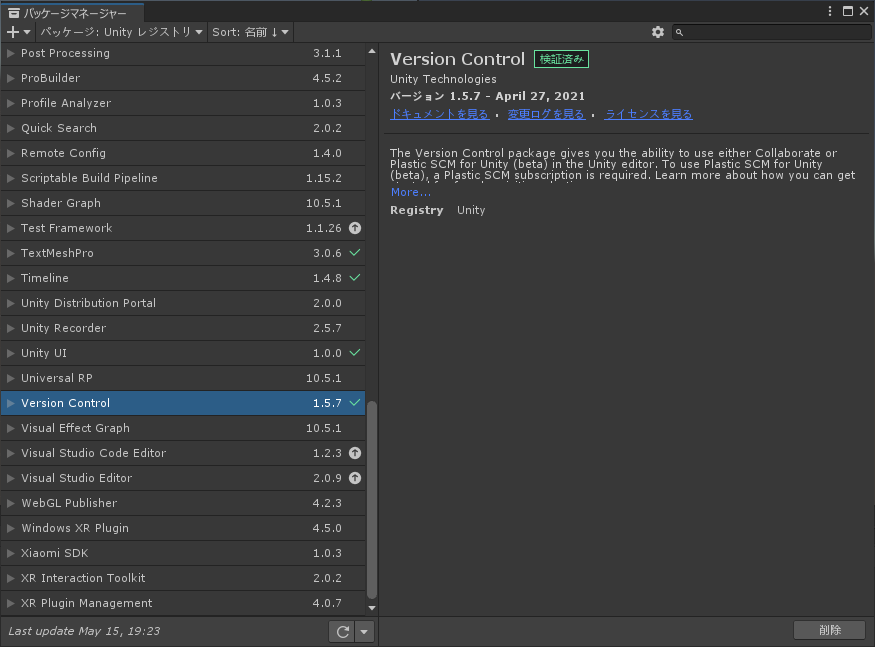 パッケージマネージャー
パッケージ: Unity レジストリ
Sort: 名前 ↓
Post Processing 3.1.1
ProBuilder 4.5.2
Profile Analyzer 1.0.3
Quick Search 2.0.2
Remote Config 1.4.0
Scriptable Build Pipeline 1.15.2
Shader Graph 10.5.1
Test Framework 1.1.26
TextMeshPro 3.0.6
Timeline 1.4.8
Unity Distribution Portal 2.0.0
Unity Recorder 2.5.7
Unity UI 1.0.0
Universal RP 10.5.1
Version Control 1.5.7
Visual Effect Graph 10.5.1
Visual Studio Code Editor 1.2.3
Visual Studio Editor 2.0.9
WebGL Publisher 4.2.3
Windows XR Plugin 4.5.0
Xiaomi SDK 1.0.3
XR Interaction Toolkit 2.0.2
XR Plugin Management 4.0.7
Last update May 15, 19:23
Version Control 検証済み
Unity Technologies
バージョン 1.5.7 - April 27, 2021
ドキュメントを見る • 変更ログを見る • ライセンスを見る
The Version Control package gives you the ability to use either Collaborate or
Plastic SCM for Unity (beta) in the Unity editor. To use Plastic SCM for Unity
(beta), a Plastic SCM subscription is required. Learn more about how you can get
More...
Registry Unity
削除